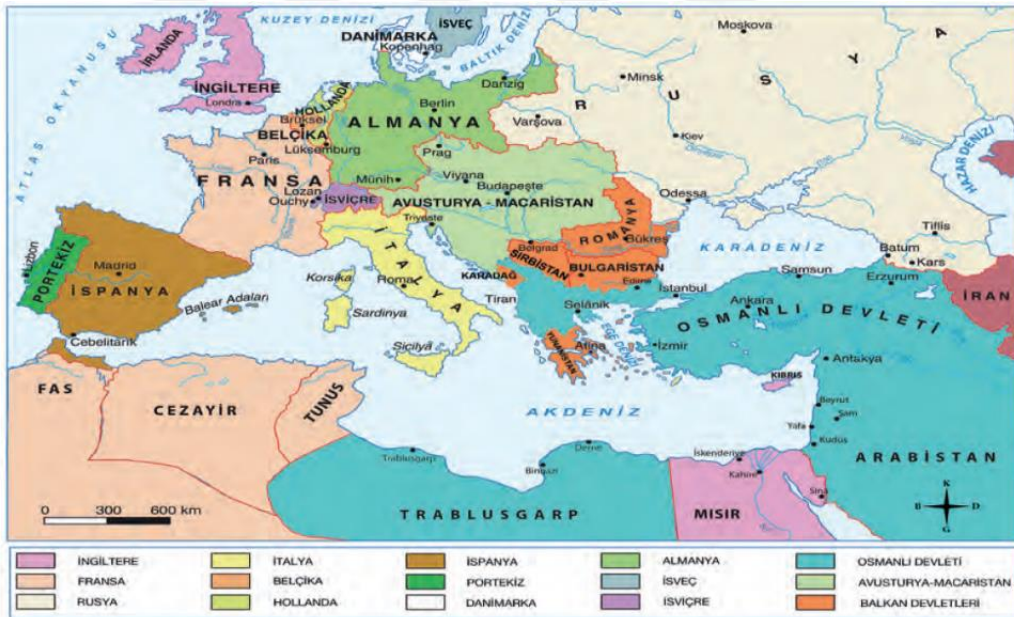 KUZEY DENİZİ
İSVEÇ
DANİMARKA
Kopenhag
BALTIK DENİZİ
Moskova
İRLANDA
İNGİLTERE
Londra
HOLLANDA
Danzig
Minsk
RUSYA
ATLAS OKYANUSU
Brüksel
BELÇİKA
Berlin
ALMANYA
Varşova
Kiev
Lüksemburg
Paris
Prag
HAZAR DENİZİ
FRANSA
Münih
Viyana
Budapeşte
Lozan
Ouchy
İSVİÇRE
AVUSTURYA - MACARİSTAN
Odessa
Triyeste
ROMANYA
Bükreş
Belgrad
SIRBİSTAN
BULGARİSTAN
KARADENİZ
Tiflis
Batum
Kars
Lizbon
PORTEKİZ
Madrid
İSPANYA
Korsika
İTALYA
Roma
KARADAĞ
Tiran
Edirne
İstanbul
Samsun
Erzurum
İRAN
Balear Adaları
Sardinya
Selânik
Ankara
OSMANLI DEVLETİ
Cebelitarık
Sicilya
YUNANİSTAN
Atina
EGE DENİZİ
İzmir
Antakya
FAS
CEZAYİR
TUNUS
AKDENİZ
KIBRIS
Beyrut
Şam
Yafa
Kudüs
Trablusgarp
Bingazi
Derne
İskenderiye
Kahire
Sina
ARABİSTAN
TRABLUSGARP
MISIR
0 300 600 km
K
B D
G
İNGİLTERE İTALYA İSPANYA ALMANYA OSMANLI DEVLETİ
FRANSA BELÇİKA PORTEKİZ İSVEÇ AVUSTURYA-MACARİSTAN
RUSYA HOLLANDA DANİMARKA İSVİÇRE BALKAN DEVLETLERİ